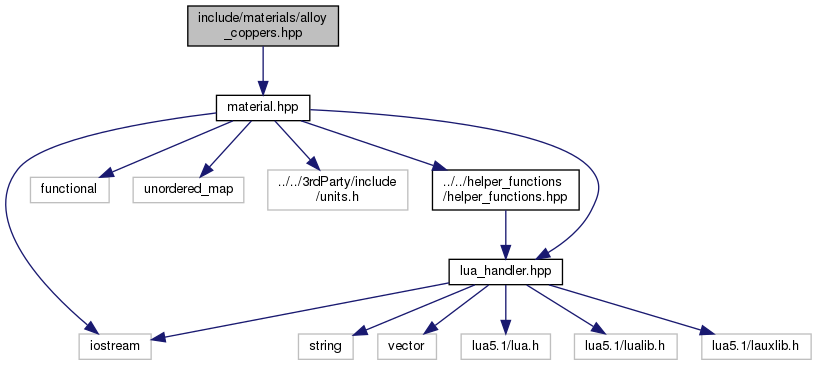 include/materials/alloy
_coppers.hpp
material.hpp
functional
unordered_map
../../3rdParty/include
/units.h
../../helper_functions
/helper_functions.hpp
lua_handler.hpp
iostream
string
vector
lua5.1/lua.h
lua5.1/lualib.h
lua5.1/lauxlib.h